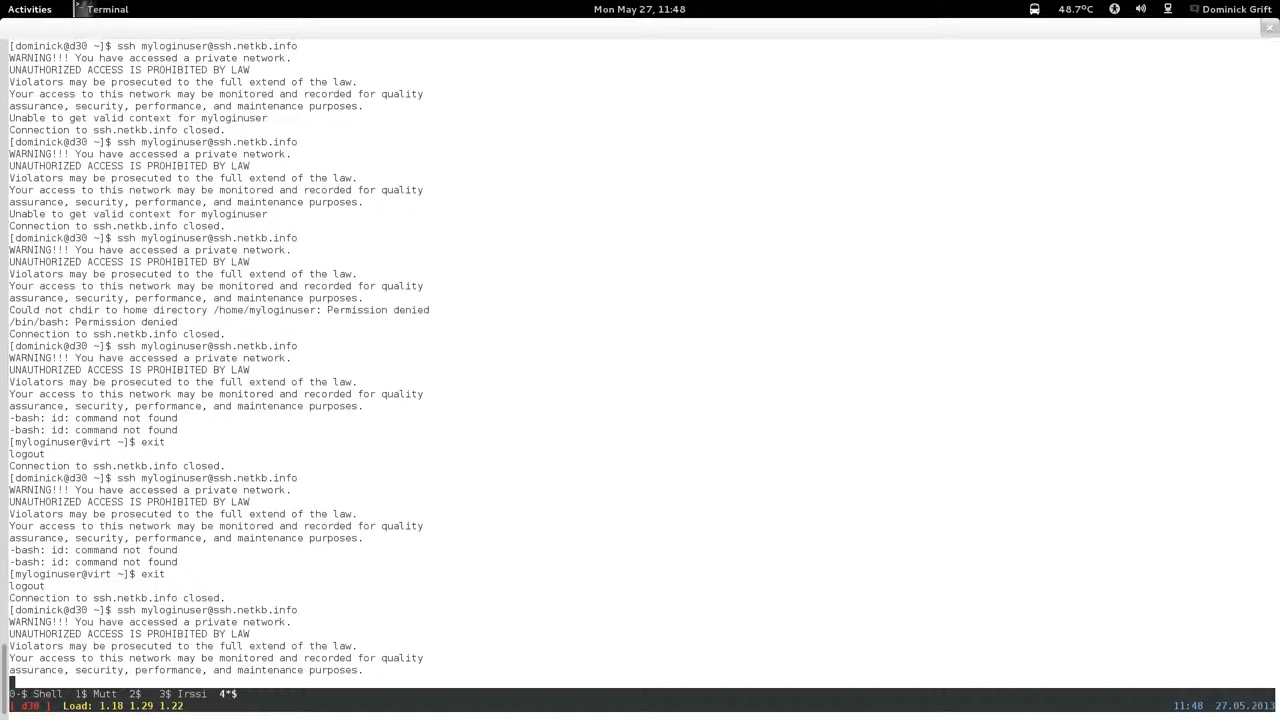 Activities Terminal Mon May 27, 11:48 48.7°C Dominick Grift
[dominick@d30 ~]$ ssh myloginuser@ssh.netkb.info
WARNING!!! You have accessed a private network.
UNAUTHORIZED ACCESS IS PROHIBITED BY LAW
Violators may be prosecuted to the full extend of the law.
Your access to this network may be monitored and recorded for quality
assurance, security, performance, and maintenance purposes.
Unable to get valid context for myloginuser
Connection to ssh.netkb.info closed.
[dominick@d30 ~]$ ssh myloginuser@ssh.netkb.info
WARNING!!! You have accessed a private network.
UNAUTHORIZED ACCESS IS PROHIBITED BY LAW
Violators may be prosecuted to the full extend of the law.
Your access to this network may be monitored and recorded for quality
assurance, security, performance, and maintenance purposes.
Unable to get valid context for myloginuser
Connection to ssh.netkb.info closed.
[dominick@d30 ~]$ ssh myloginuser@ssh.netkb.info
WARNING!!! You have accessed a private network.
UNAUTHORIZED ACCESS IS PROHIBITED BY LAW
Violators may be prosecuted to the full extend of the law.
Your access to this network may be monitored and recorded for quality
assurance, security, performance, and maintenance purposes.
Could not chdir to home directory /home/myloginuser: Permission denied
/bin/bash: Permission denied
Connection to ssh.netkb.info closed.
[dominick@d30 ~]$ ssh myloginuser@ssh.netkb.info
WARNING!!! You have accessed a private network.
UNAUTHORIZED ACCESS IS PROHIBITED BY LAW
Violators may be prosecuted to the full extend of the law.
Your access to this network may be monitored and recorded for quality
assurance, security, performance, and maintenance purposes.
-bash: id: command not found
-bash: id: command not found
[myloginuser@virt ~]$ exit
logout
Connection to ssh.netkb.info closed.
[dominick@d30 ~]$ ssh myloginuser@ssh.netkb.info
WARNING!!! You have accessed a private network.
UNAUTHORIZED ACCESS IS PROHIBITED BY LAW
Violators may be prosecuted to the full extend of the law.
Your access to this network may be monitored and recorded for quality
assurance, security, performance, and maintenance purposes.
-bash: id: command not found
-bash: id: command not found
[myloginuser@virt ~]$ exit
logout
Connection to ssh.netkb.info closed.
[dominick@d30 ~]$ ssh myloginuser@ssh.netkb.info
WARNING!!! You have accessed a private network.
UNAUTHORIZED ACCESS IS PROHIBITED BY LAW
Violators may be prosecuted to the full extend of the law.
Your access to this network may be monitored and recorded for quality
assurance, security, performance, and maintenance purposes.
0-$ Shell 1$ Mutt 2$ 3$ Irssi 4*$
[ d30 ] Load: 1.18 1.29 1.22 11:48 27.05.2013